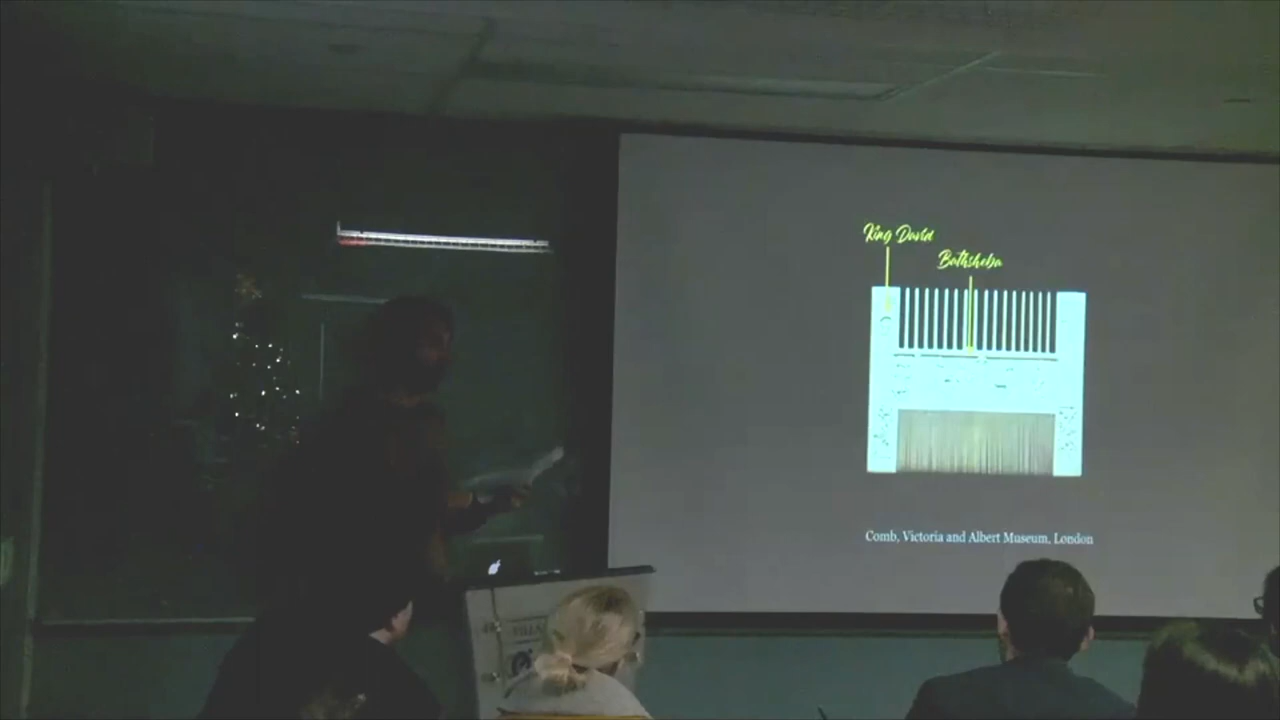 King David
Bathsheba
Comb, Victoria and Albert Museum, London